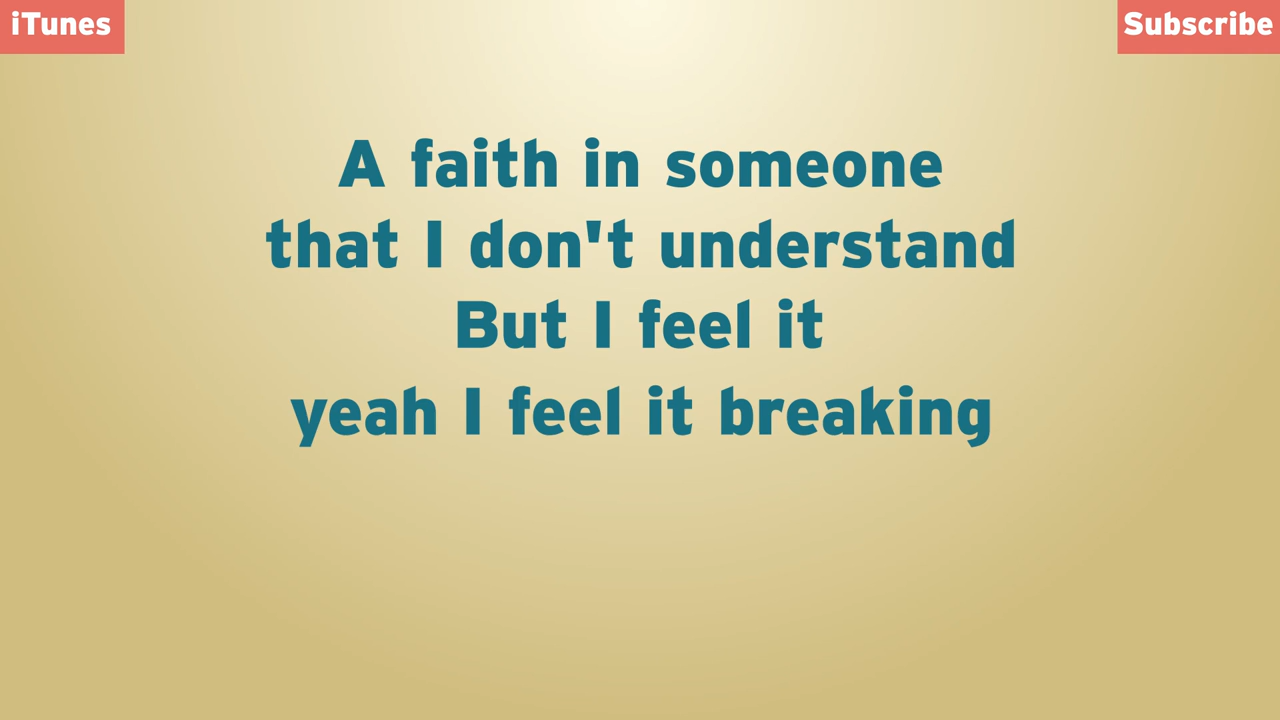 iTunes
Subscribe
A faith in someone
that I don't understand
But I feel it
yeah I feel it breaking